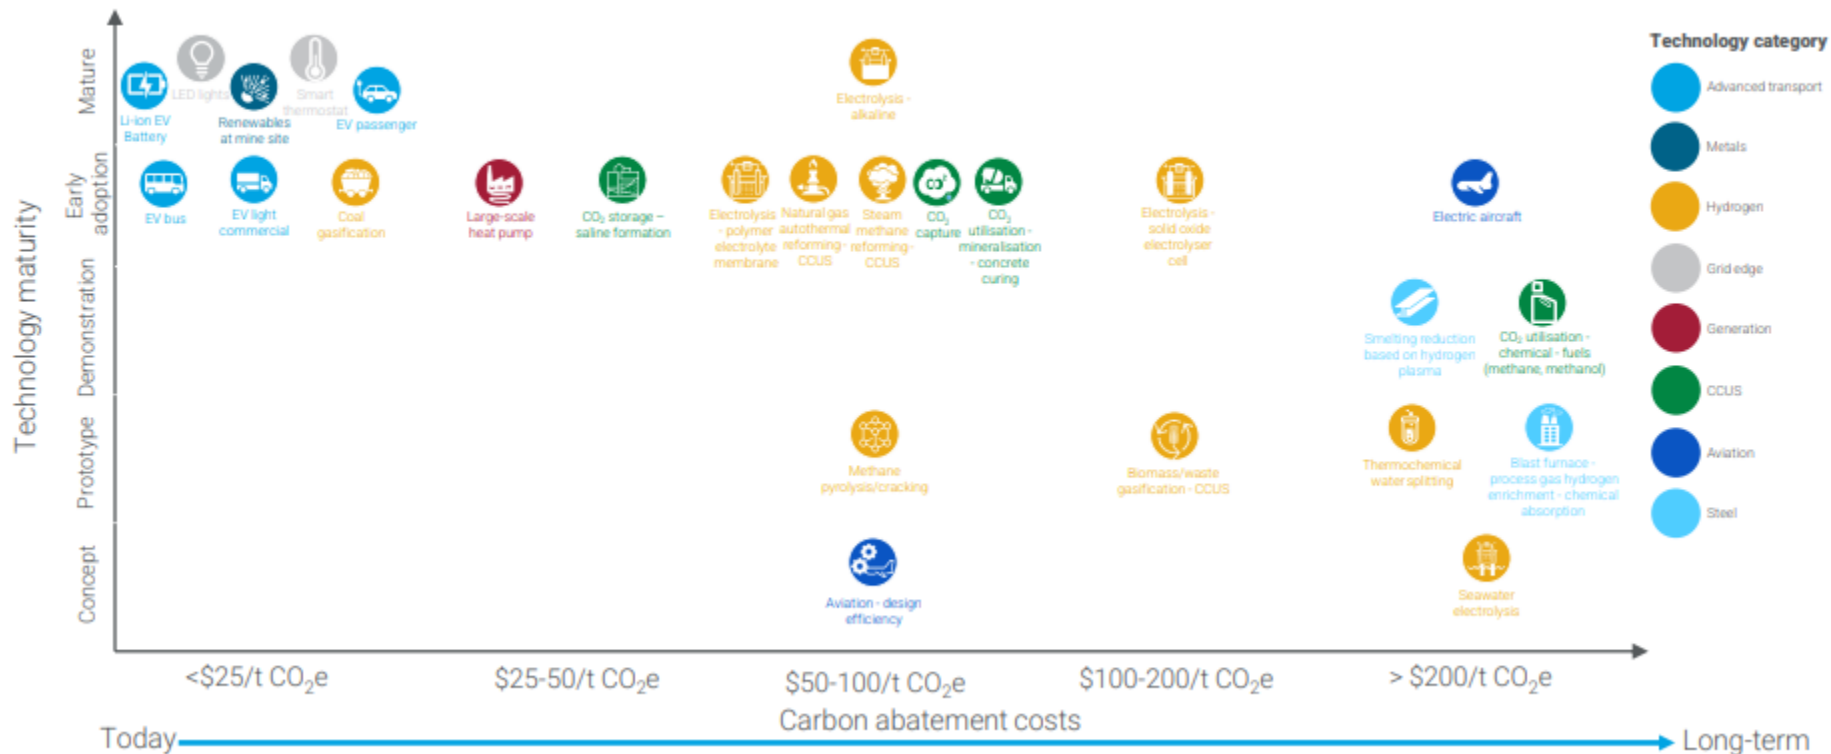 Technology maturity
Mature
Early
adoption
Demonstration
Prototype
Concept
Li-ion EV
Battery
LED lights
Renewables
at mine site
Smart
thermostat
EV passenger
Electrolysis -
alkaline
EV bus
EV light
commercial
Coal
gasification
Large-scale
heat pump
CO₂ storage –
saline formation
Electrolysis
- polymer
electrolyte
membrane
Natural gas
autothermal
reforming -
CCUS
Steam
methane
reforming -
CCUS
CO₂
capture
CO₂
utilisation -
mineralisation
- concrete
curing
Electrolysis -
solid oxide
electrolyser
cell
Electric aircraft
Smelting reduction
based on hydrogen
plasma
CO₂ utilisation -
chemical - fuels
(methane, methanol)
Methane
pyrolysis/cracking
Biomass/waste
gasification - CCUS
Thermochemical
water splitting
Blast furnace -
process gas hydrogen
enrichment - chemical
absorption
Aviation - design
efficiency
Seawater
electrolysis
<$25/t CO₂e
$25-50/t CO₂e
$50-100/t CO₂e
$100-200/t CO₂e
> $200/t CO₂e
Carbon abatement costs
Today
Long-term
Technology category
Advanced transport
Metals
Hydrogen
Grid edge
Generation
CCUS
Aviation
Steel